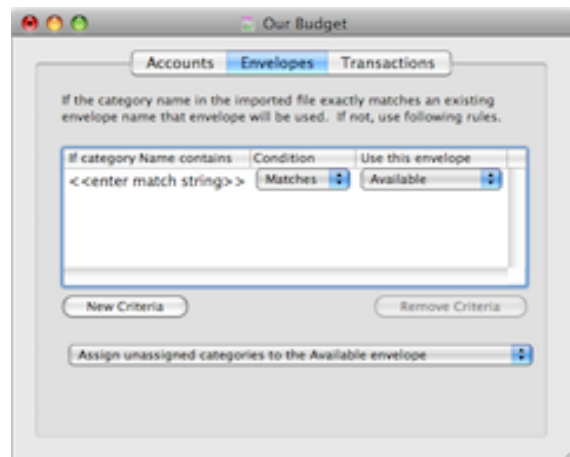 Our Budget
Accounts Envelopes Transactions
If the category name in the imported file exactly matches an existing
envelope name that envelope will be used. If not, use following rules.
If category Name contains Condition Use this envelope
<<enter match string>> Matches Available
New Criteria Remove Criteria
Assign unassigned categories to the Available envelope